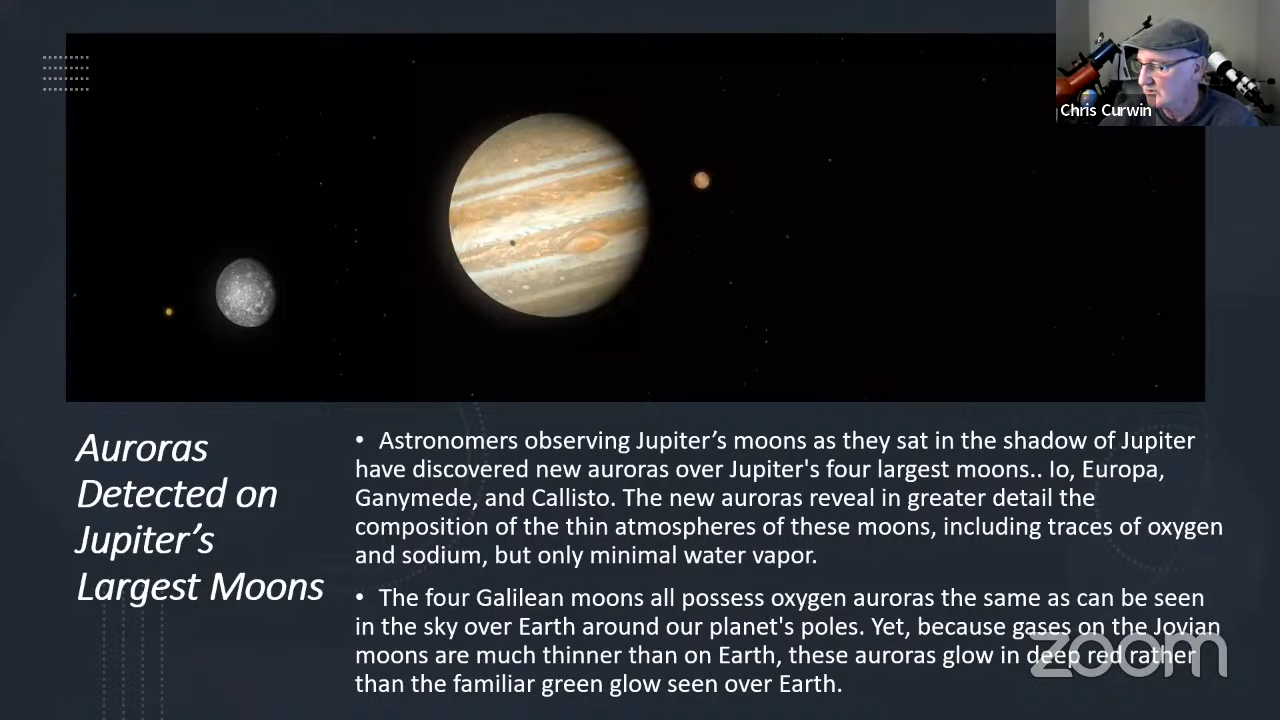 Chris Curwin
Auroras
Detected on
Jupiter’s
Largest Moons
• Astronomers observing Jupiter’s moons as they sat in the shadow of Jupiter
have discovered new auroras over Jupiter's four largest moons.. Io, Europa,
Ganymede, and Callisto. The new auroras reveal in greater detail the
composition of the thin atmospheres of these moons, including traces of oxygen
and sodium, but only minimal water vapor.
• The four Galilean moons all possess oxygen auroras the same as can be seen
in the sky over Earth around our planet's poles. Yet, because gases on the Jovian
moons are much thinner than on Earth, these auroras glow in deep red rather
than the familiar green glow seen over Earth.
zoom